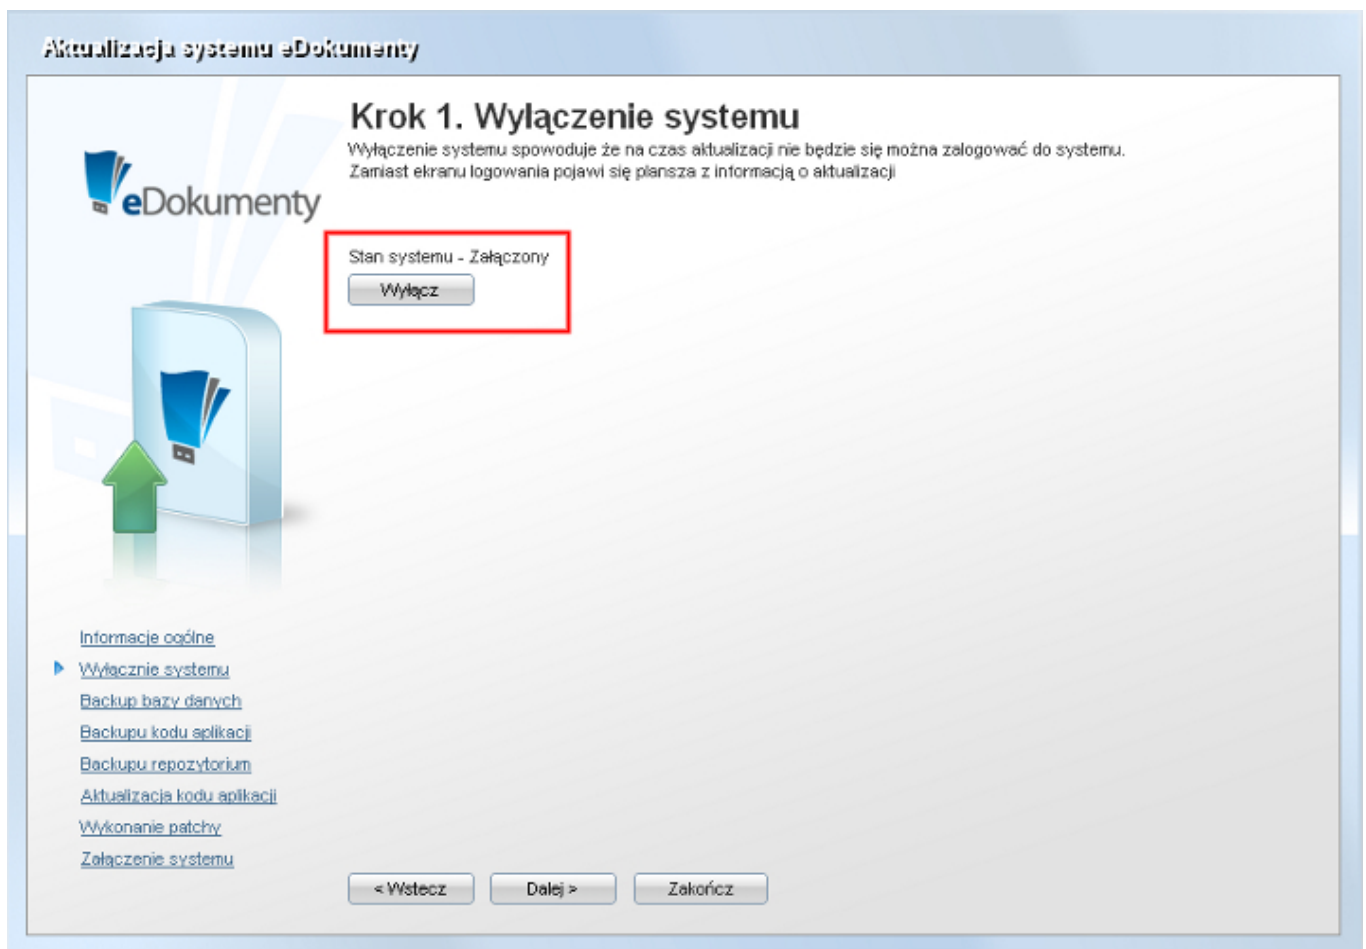 Aktualizacja systemu eDokumenty
eDokumenty
Krok 1. Wyłączenie systemu
Wyłączenie systemu spowoduje że na czas aktualizacji nie będzie się można zalogować do systemu.
Zamiast ekranu logowania pojawi się plansza z informacją o aktualizacji
Stan systemu - Załączony
Wyłącz
Informacje ogólne
Wyłącznie systemu
Backup bazy danych
Backupu kodu aplikacji
Backupu repozytorium
Aktualizacja kodu aplikacji
Wykonanie patchy
Załączenie systemu
< Wstecz
Dalej >
Zakończ